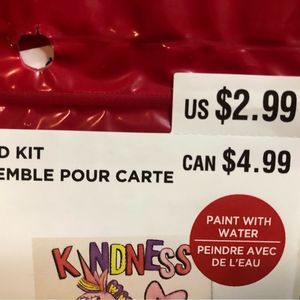 US $2.99
D KIT
CAN $4.99
EMBLE POUR CARTE
PAINT WITH
WATER
PEINDRE AVEC
DE L'EAU
KINDNESS